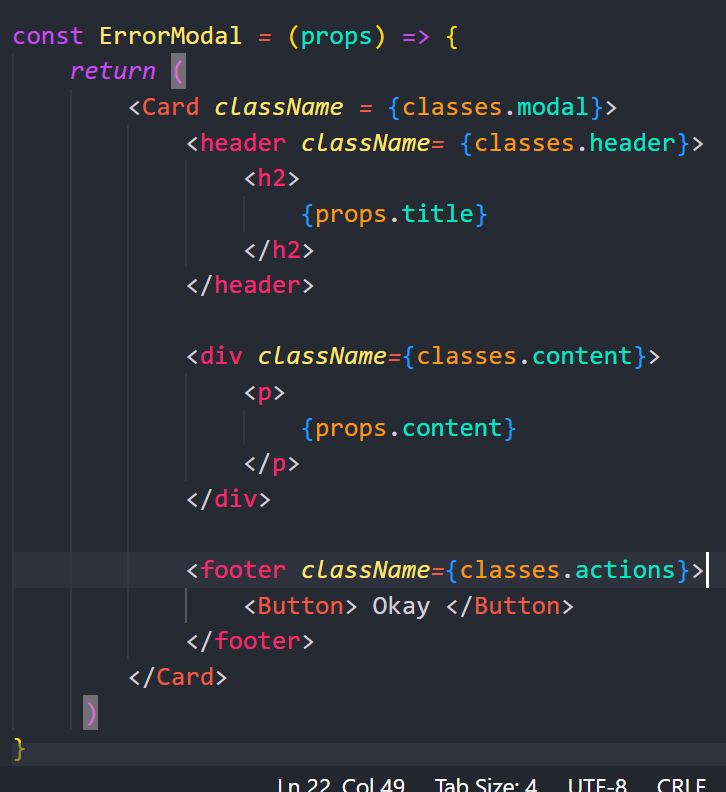 const ErrorModal = (props) => {
    return (
        <Card className = {classes.modal}>
            <header className= {classes.header}>
                <h2>
                    {props.title}
                </h2>
            </header>

            <div className={classes.content}>
                <p>
                    {props.content}
                </p>
            </div>

            <footer className={classes.actions}>
                <Button> Okay </Button>
            </footer>
        </Card>
     )
}
Ln 22, Col 49 Tab Size: 4 UTF-8 CRLF